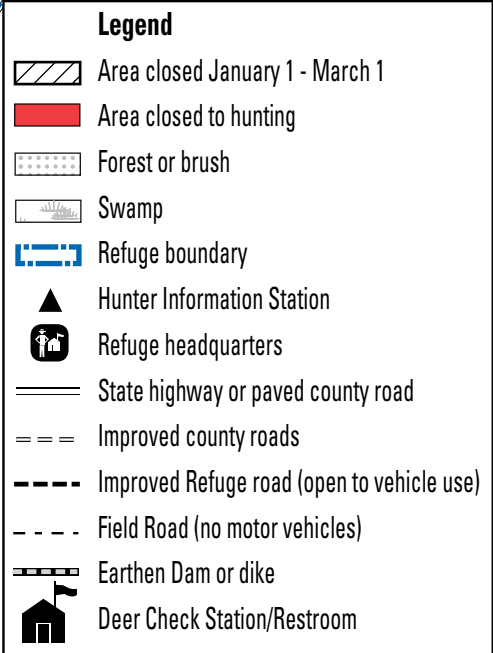 Legend
Area closed January 1 - March 1
Area closed to hunting
Forest or brush
Swamp
Refuge boundary
Hunter Information Station
Refuge headquarters
State highway or paved county road
Improved county roads
Improved Refuge road (open to vehicle use)
Field Road (no motor vehicles)
Earthen Dam or dike
Deer Check Station/Restroom